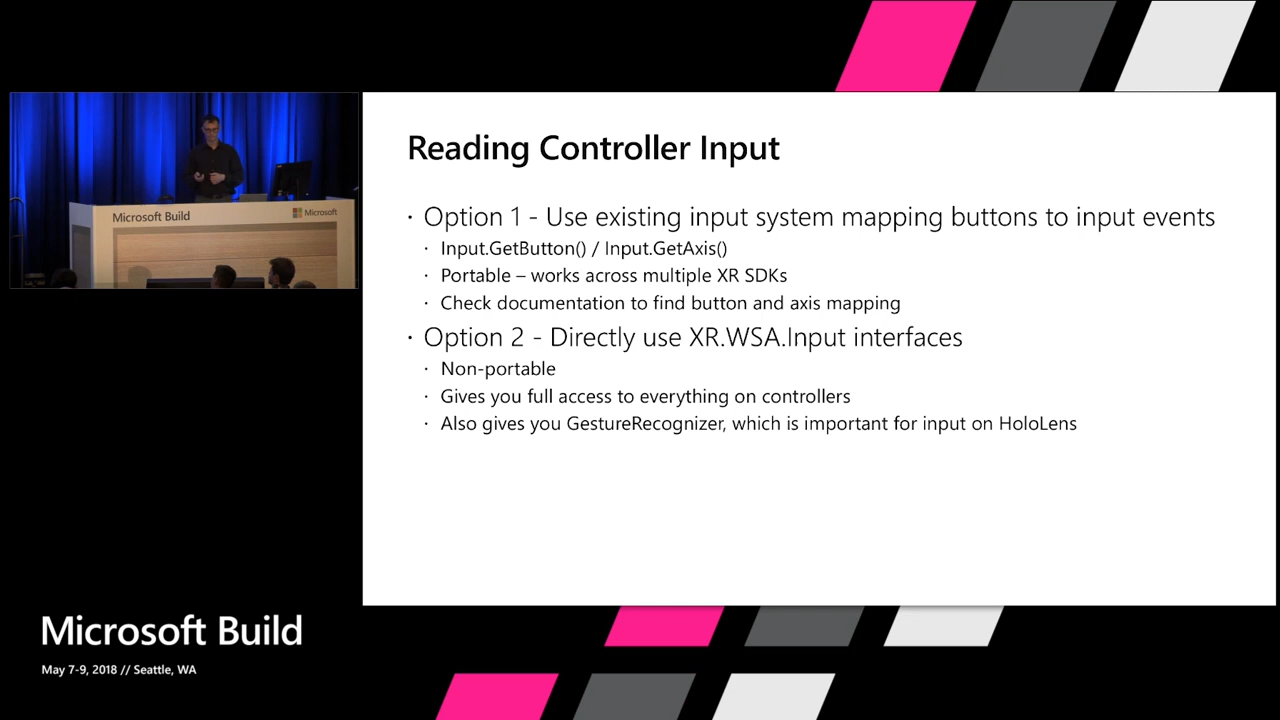 Microsoft Build
Microsoft
Reading Controller Input
· Option 1 - Use existing input system mapping buttons to input events
· Input.GetButton() / Input.GetAxis()
· Portable – works across multiple XR SDKs
· Check documentation to find button and axis mapping
· Option 2 - Directly use XR.WSA.Input interfaces
· Non-portable
· Gives you full access to everything on controllers
· Also gives you GestureRecognizer, which is important for input on HoloLens
Microsoft Build
May 7-9, 2018 // Seattle, WA